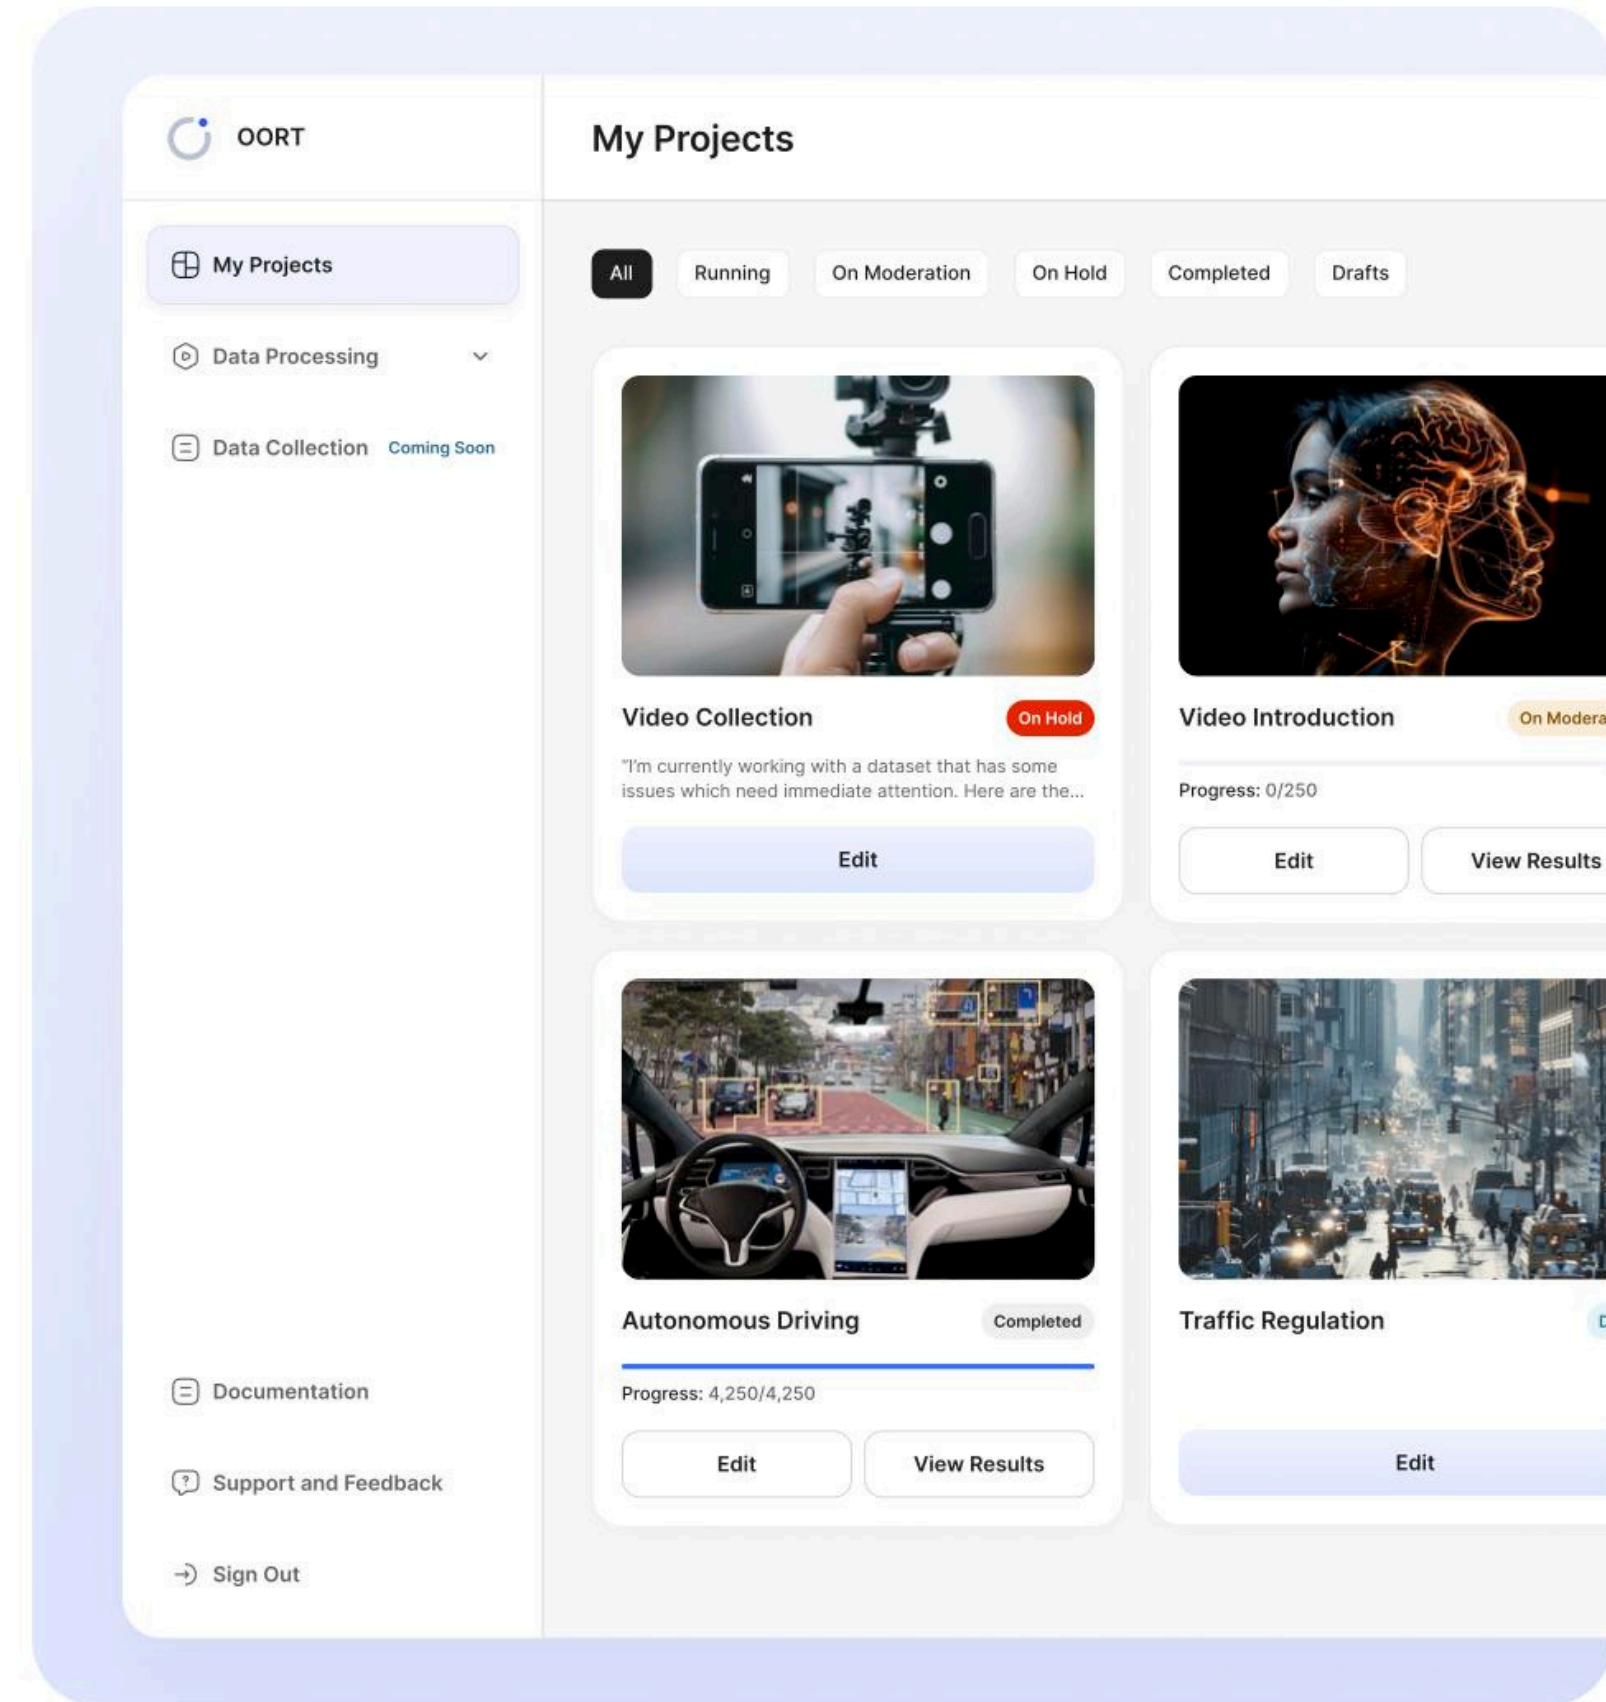 OORT
My Projects
My Projects
Data Processing
Data Collection Coming Soon
Documentation
Support and Feedback
Sign Out
All Running On Moderation On Hold Completed Drafts
Video Collection On Hold
"I'm currently working with a dataset that has some
issues which need immediate attention. Here are the...
Edit
Video Introduction On Modera
Progress: 0/250
Edit View Results
Autonomous Driving Completed
Progress: 4,250/4,250
Edit View Results
Traffic Regulation
Edit